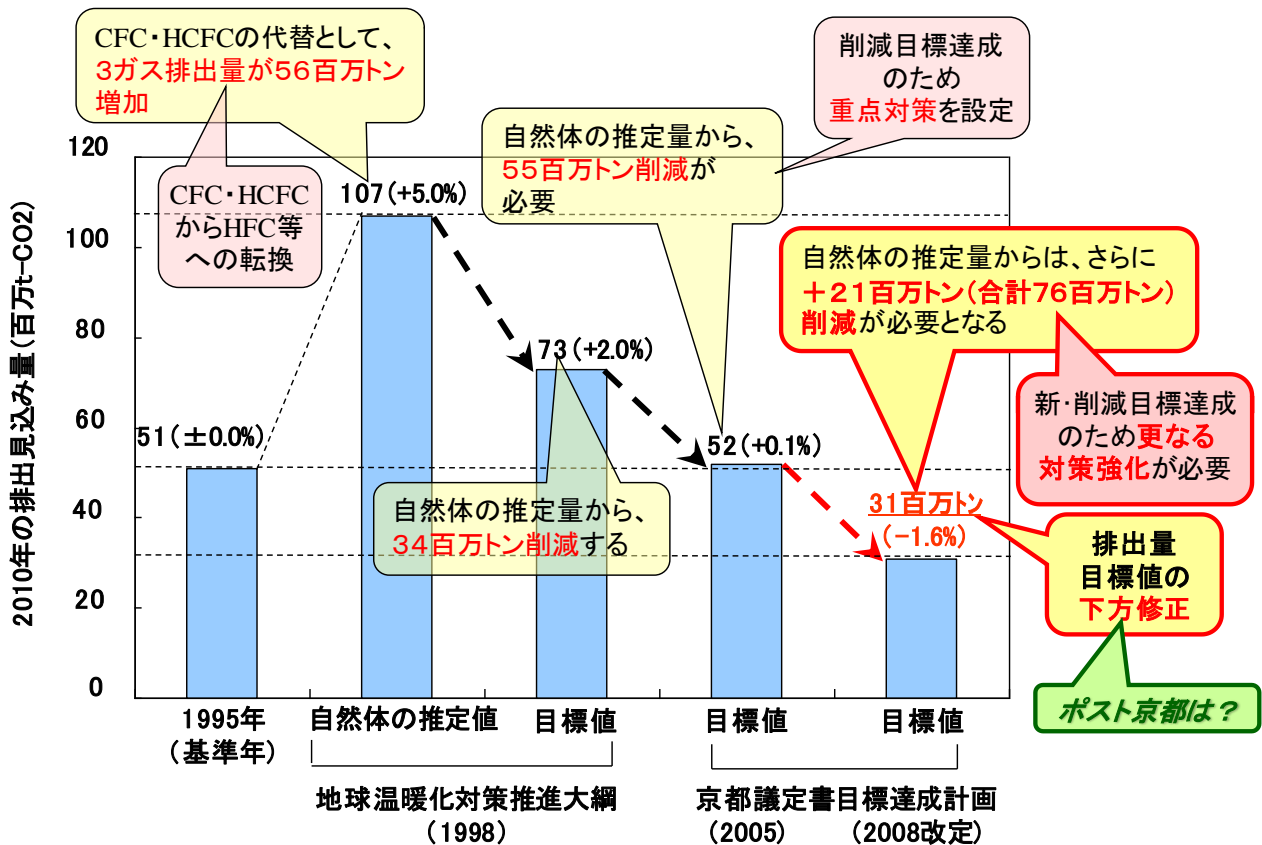 CFC・HCFCの代替として、
３ガス排出量が５６百万トン
増加
削減目標達成
のため
重点対策を設定
自然体の推定量から、
５５百万トン削減が
必要
CFC・HCFC
からHFC等
への転換
自然体の推定量からは、さらに
＋２１百万トン（合計76百万トン）
削減が必要となる
新・削減目標達成
のため更なる
対策強化が必要
自然体の推定量から、
３４百万トン削減する
排出量
目標値の
下方修正
ポスト京都は？
2010年の排出見込み量（百万t-CO2）
120
100
80
60
40
20
0
51（±0.0%）
107（+5.0%）
73（+2.0%）
52（+0.1%）
31百万トン
（-1.6%）
1995年
（基準年）
自然体の推定値
目標値
目標値
目標値
地球温暖化対策推進大綱
（1998）
京都議定書目標達成計画
（2005）
（2008改定）